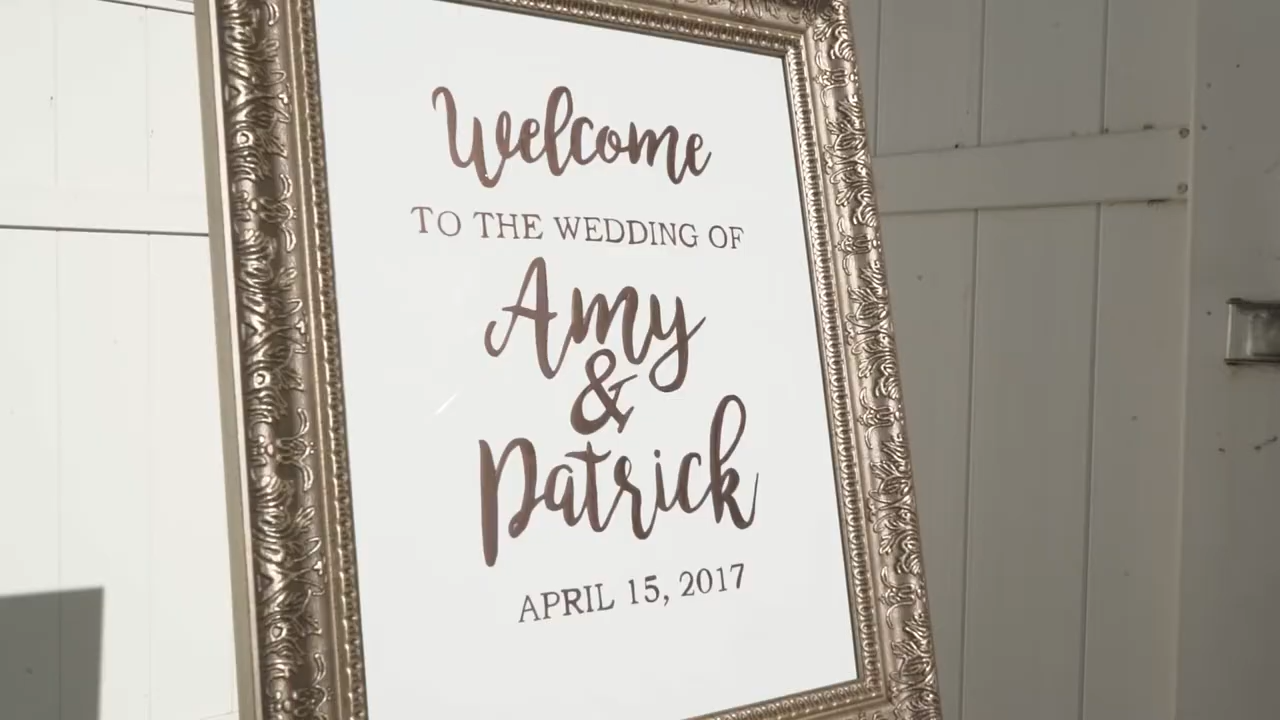 Welcome
TO THE WEDDING OF
Amy
&
Patrick
APRIL 15, 2017